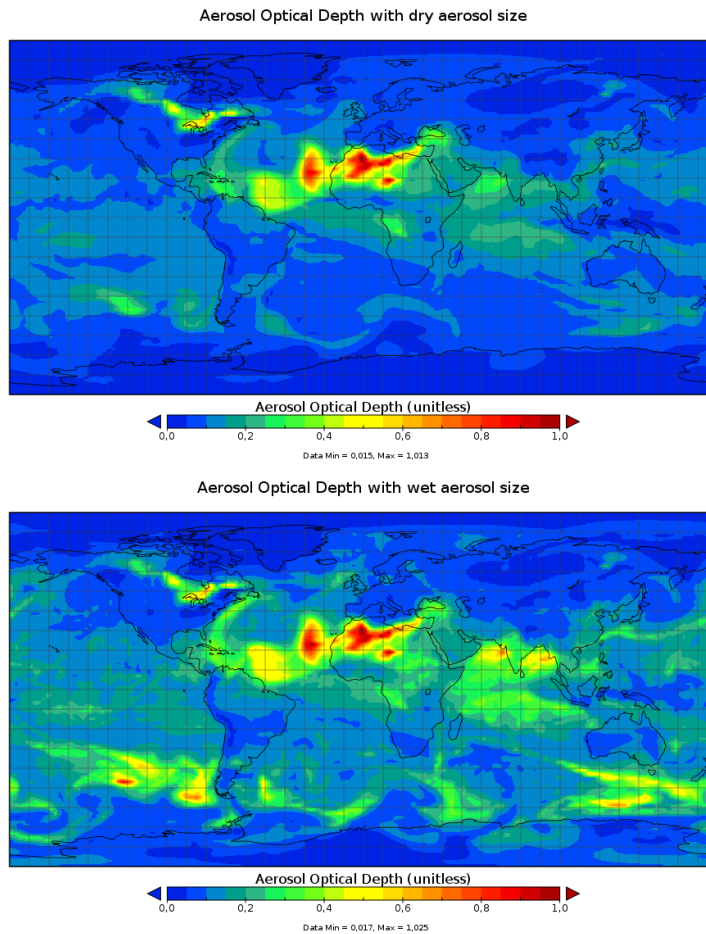 Aerosol Optical Depth with dry aerosol size
Aerosol Optical Depth (unitless)
0,0 0,2 0,4 0,6 0,8 1,0
Data Min = 0,015, Max = 1,013
Aerosol Optical Depth with wet aerosol size
Aerosol Optical Depth (unitless)
0,0 0,2 0,4 0,6 0,8 1,0
Data Min = 0,017, Max = 1,025